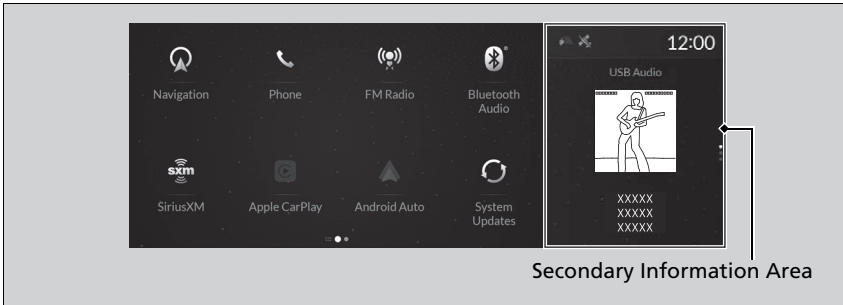 12:00
Navigation
Phone
FM Radio
Bluetooth
Audio
USB Audio
sxm
SiriusXM
Apple CarPlay
Android Auto
System
Updates
XXXXX
XXXXX
XXXXX
Secondary Information Area